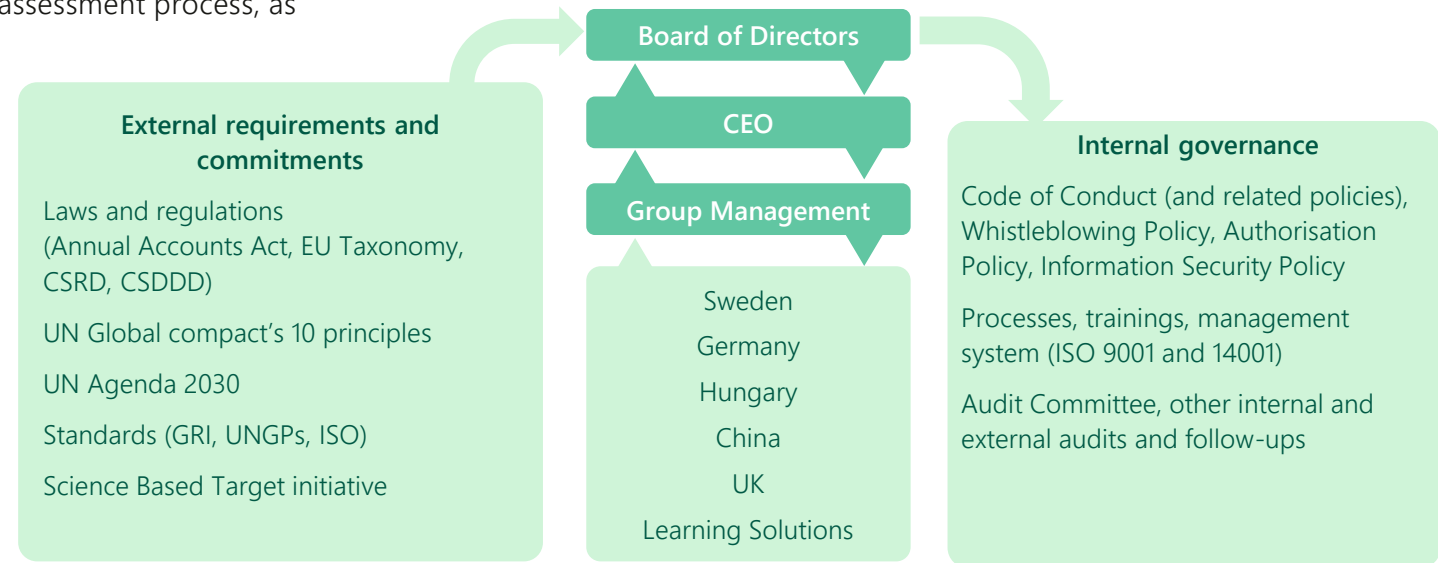 assessment process, as
External requirements and
commitments
Laws and regulations
(Annual Accounts Act, EU Taxonomy,
CSRD, CSDDD)
UN Global compact’s 10 principles
UN Agenda 2030
Standards (GRI, UNGPs, ISO)
Science Based Target initiative
Board of Directors
CEO
Group Management
Sweden
Germany
Hungary
China
UK
Learning Solutions
Internal governance
Code of Conduct (and related policies),
Whistleblowing Policy, Authorisation
Policy, Information Security Policy
Processes, trainings, management
system (ISO 9001 and 14001)
Audit Committee, other internal and
external audits and follow-ups